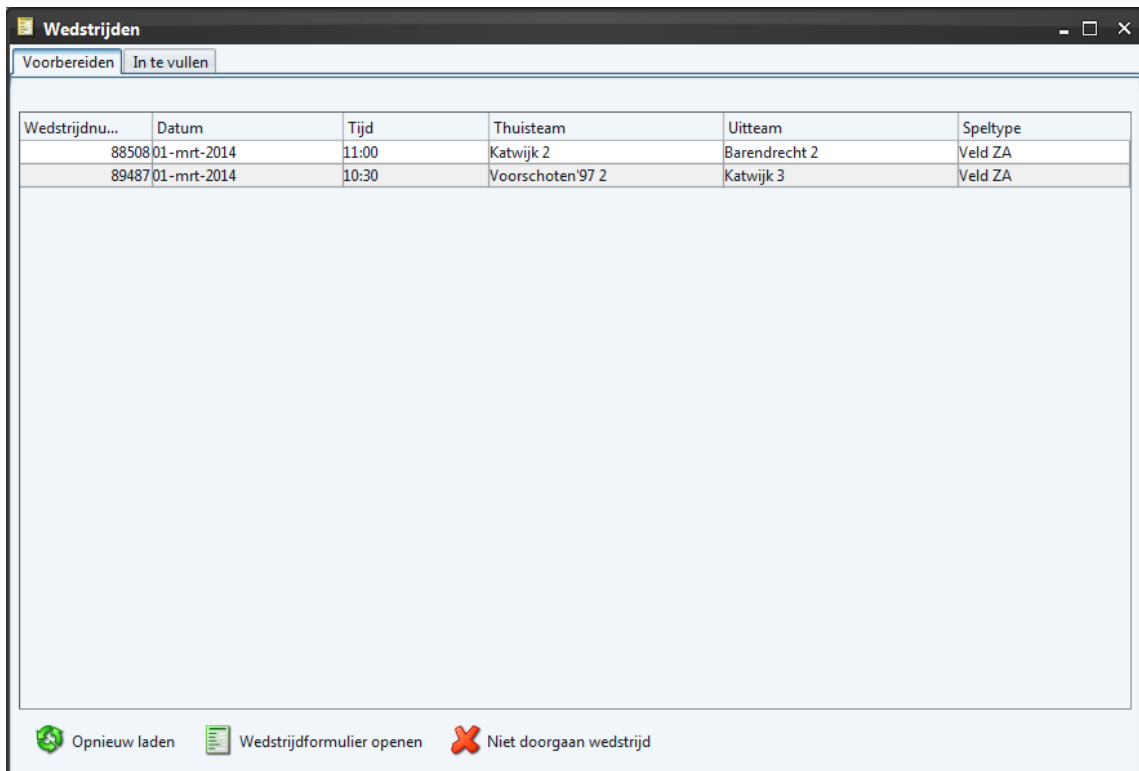 Wedstrijden
Voorbereiden In te vullen
Wedstrijdnu... Datum Tijd Thuisteam Uitteam Speltype
88508 01-mrt-2014 11:00 Katwijk 2 Barendrecht 2 Veld ZA
89487 01-mrt-2014 10:30 Voorschoten'97 2 Katwijk 3 Veld ZA
Opnieuw laden Wedstrijdformulier openen Niet doorgaan wedstrijd